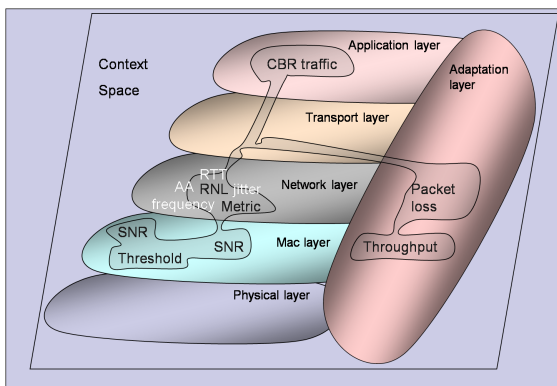 Context
Space
Application layer
CBR traffic
Adaptation
layer
Transport layer
RTT
AA RNL jitter
frequency Metric
Network layer
Packet
loss
SNR
SNR
Threshold
Mac layer
Throughput
Physical layer